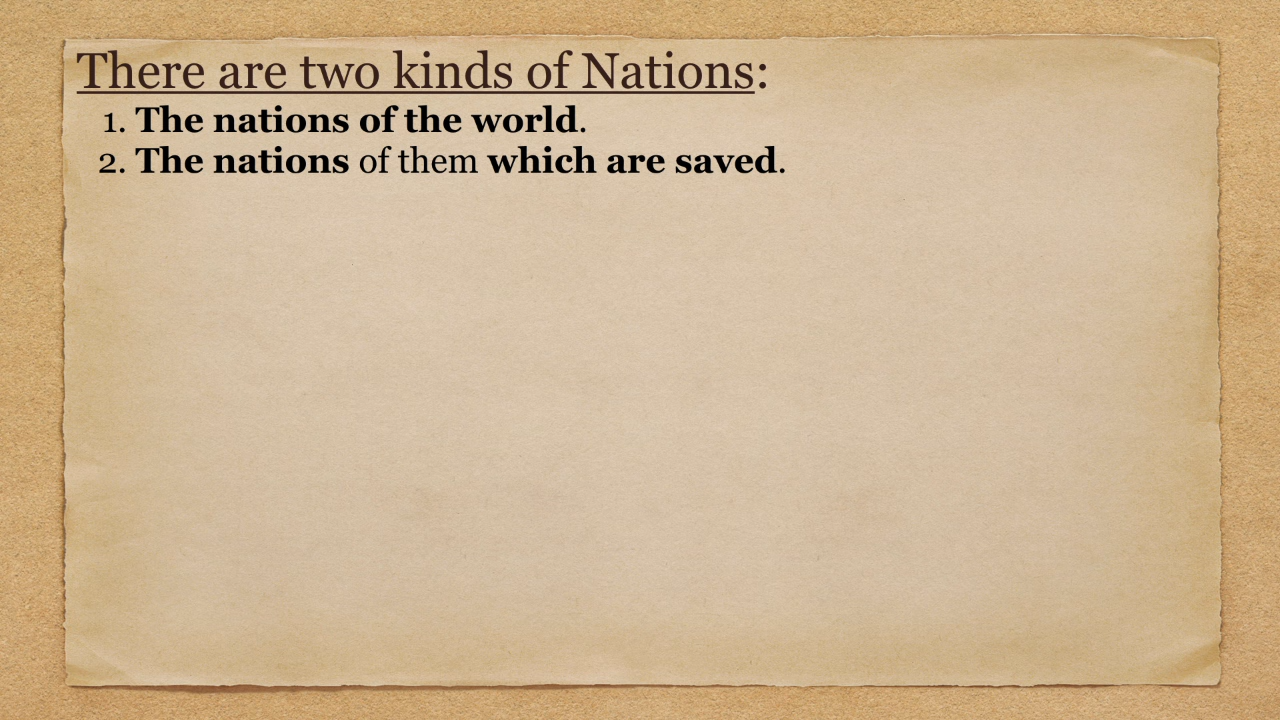 There are two kinds of Nations:
1. The nations of the world.
2. The nations of them which are saved.